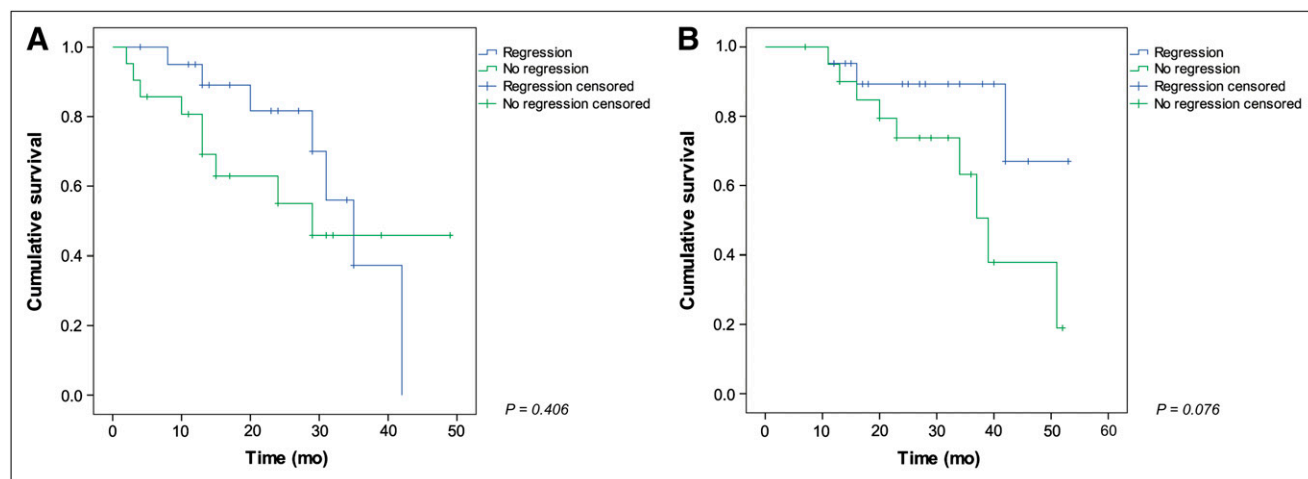 A
Cumulative survival
1.0
0.8
0.6
0.4
0.2
0.0
0 10 20 30 40 50
Time (mo)
Regression
No regression
Regression censored
No regression censored
P = 0.406
B
Cumulative survival
1.0
0.8
0.6
0.4
0.2
0.0
0 10 20 30 40 50 60
Time (mo)
Regression
No regression
Regression censored
No regression censored
P = 0.076